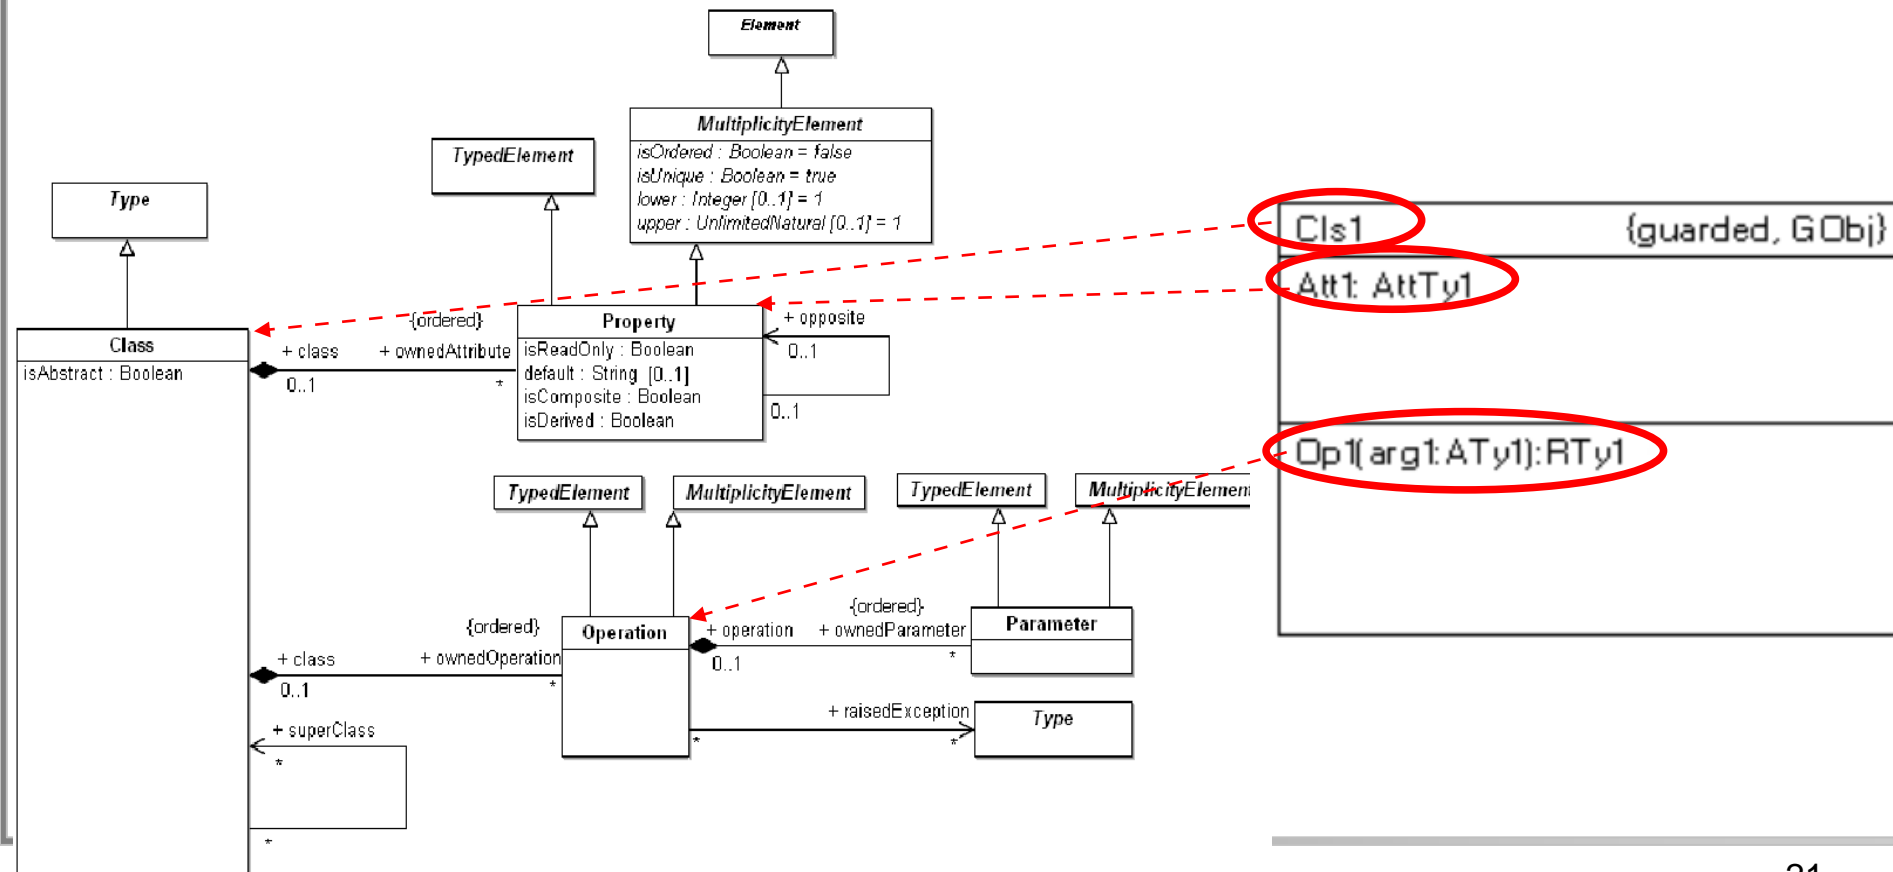 Element
MultiplicityElement
isOrdered : Boolean = false
isUnique : Boolean = true
lower : Integer [0..1] = 1
upper : UnlimitedNatural [0..1] = 1
TypedElement
Type
Class
isAbstract : Boolean
{ordered}
+ class
+ ownedAttribute
0..1
*
Property
isReadOnly : Boolean
default : String [0..1]
isComposite : Boolean
isDerived : Boolean
+ opposite
0..1
0..1
TypedElement
MultiplicityElement
TypedElement
MultiplicityElemen
{ordered}
+ class
+ ownedOperation
0..1
*
Operation
{ordered}
+ operation
+ ownedParameter
0..1
*
Parameter
+ raisedException
*
*
Type
+ superClass
*
*
Cls1
{guarded, GObj}
Att1: AttTy1
Op1(arg1:ATy1):RTy1